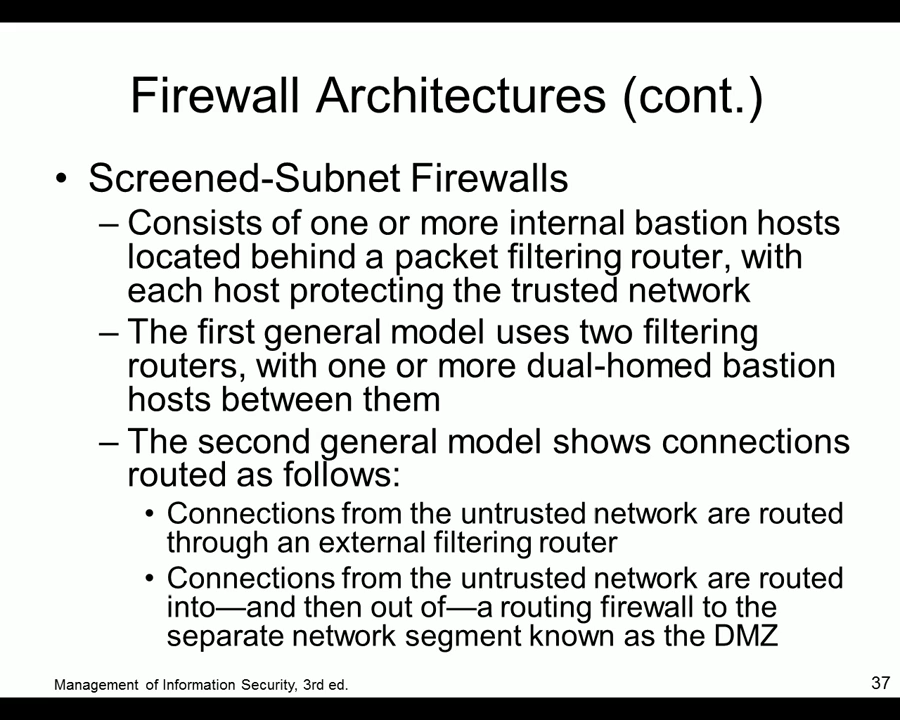 Firewall Architectures (cont.)
• Screened-Subnet Firewalls
– Consists of one or more internal bastion hosts
located behind a packet filtering router, with
each host protecting the trusted network
– The first general model uses two filtering
routers, with one or more dual-homed bastion
hosts between them
– The second general model shows connections
routed as follows:
• Connections from the untrusted network are routed
through an external filtering router
• Connections from the untrusted network are routed
into—and then out of—a routing firewall to the
separate network segment known as the DMZ
Management of Information Security, 3rd ed.
37